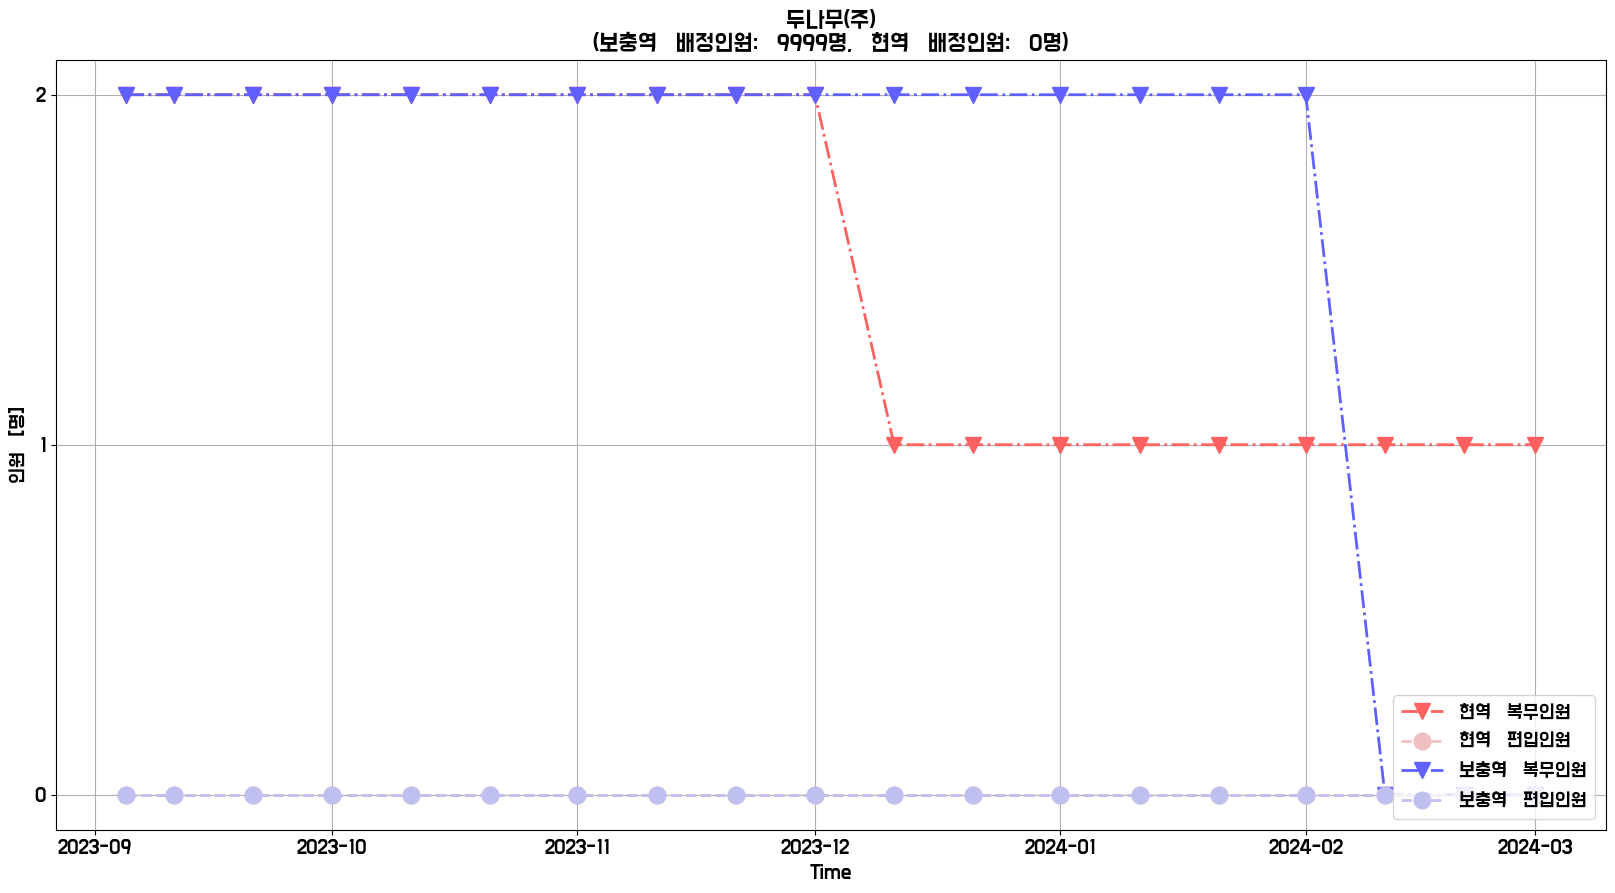 두나무(주)
(보충역 배정인원: 9999명, 현역 배정인원: 0명)
2
1
0
인원 [명]
2023-09 2023-10 2023-11 2023-12 2024-01 2024-02 2024-03
Time
현역 복무인원
현역 편입인원
보충역 복무인원
보충역 편입인원